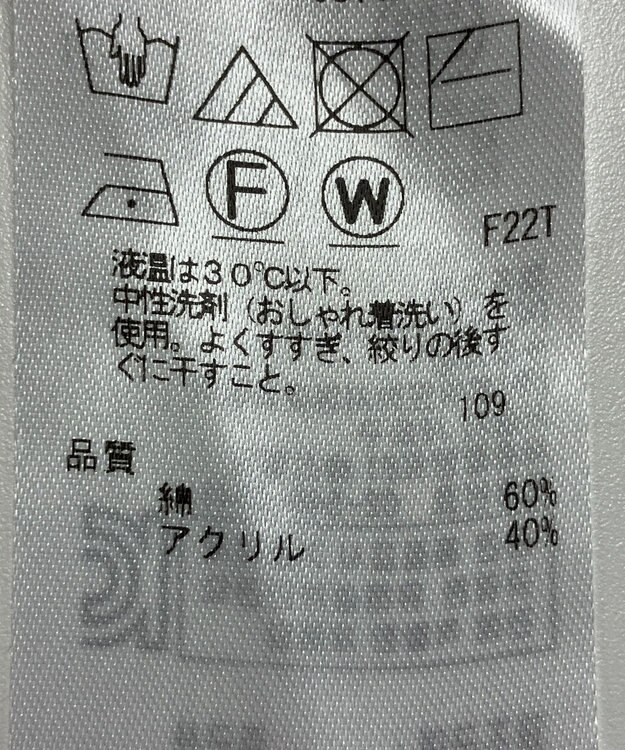 F
W
F22T
液温は30℃以下。
中性洗剤（おしゃれ着洗い）を
使用。よくすすぎ、絞りの後す
ぐに干すこと。
109
品質
綿 60%
アクリル 40%